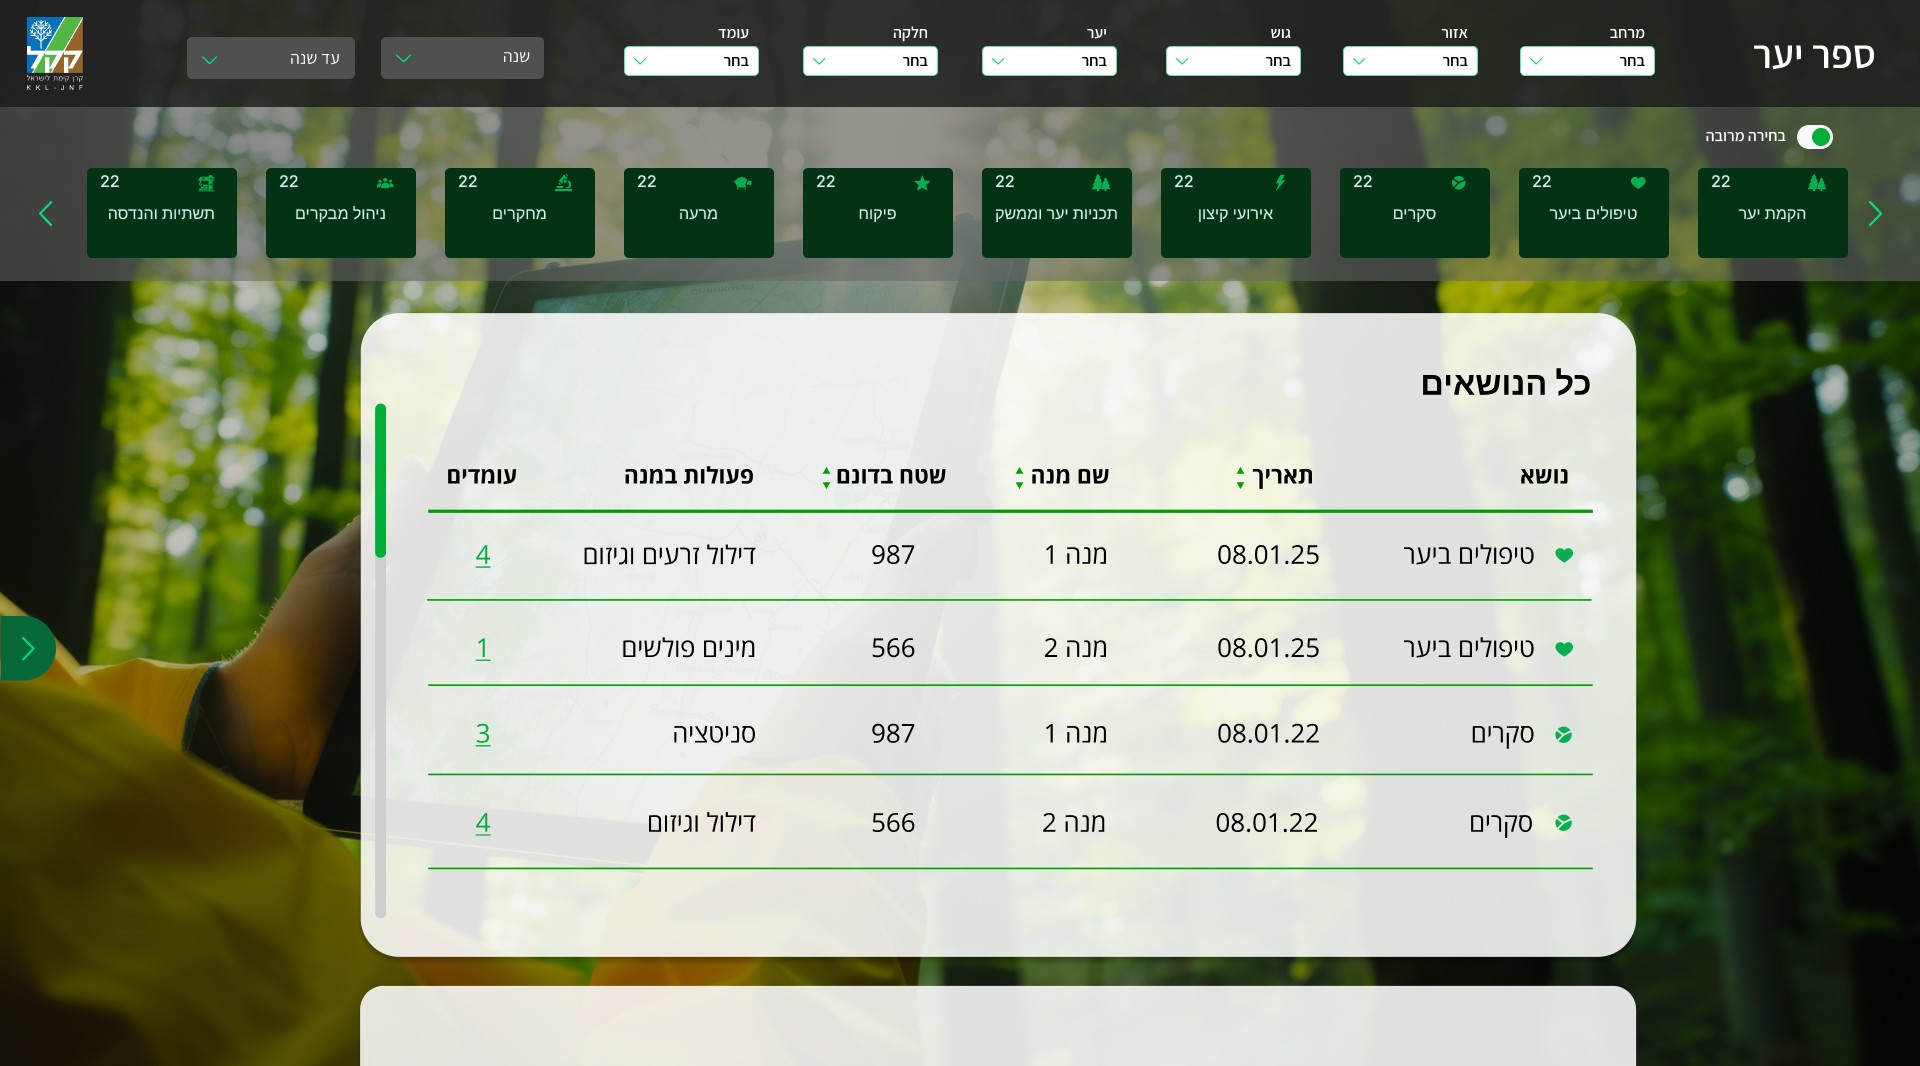 ספר יער
מרחב
בחר
אזור
בחר
גוש
בחר
יער
בחר
חלקה
בחר
עומד
בחר
שנה
עד שנה
קקל
קרן קימת לישראל
KKL-JNF
בחירה מרובה
22
הקמת יער
22
טיפולים ביער
22
סקרים
22
אירועי קיצון
22
תכניות יער וממשק
22
פיקוח
22
מרעה
22
מחקרים
22
ניהול מבקרים
22
תשתיות והנדסה
כל הנושאים
נושא תאריך שם מנה שטח בדונם פעולות במנה עומדים
טיפולים ביער 08.01.25 מנה 1 987 דילול זרעים וגיזום 4
טיפולים ביער 08.01.25 מנה 2 566 מינים פולשים 1
סקרים 08.01.22 מנה 1 987 סניטציה 3
סקרים 08.01.22 מנה 2 566 דילול וגיזום 4